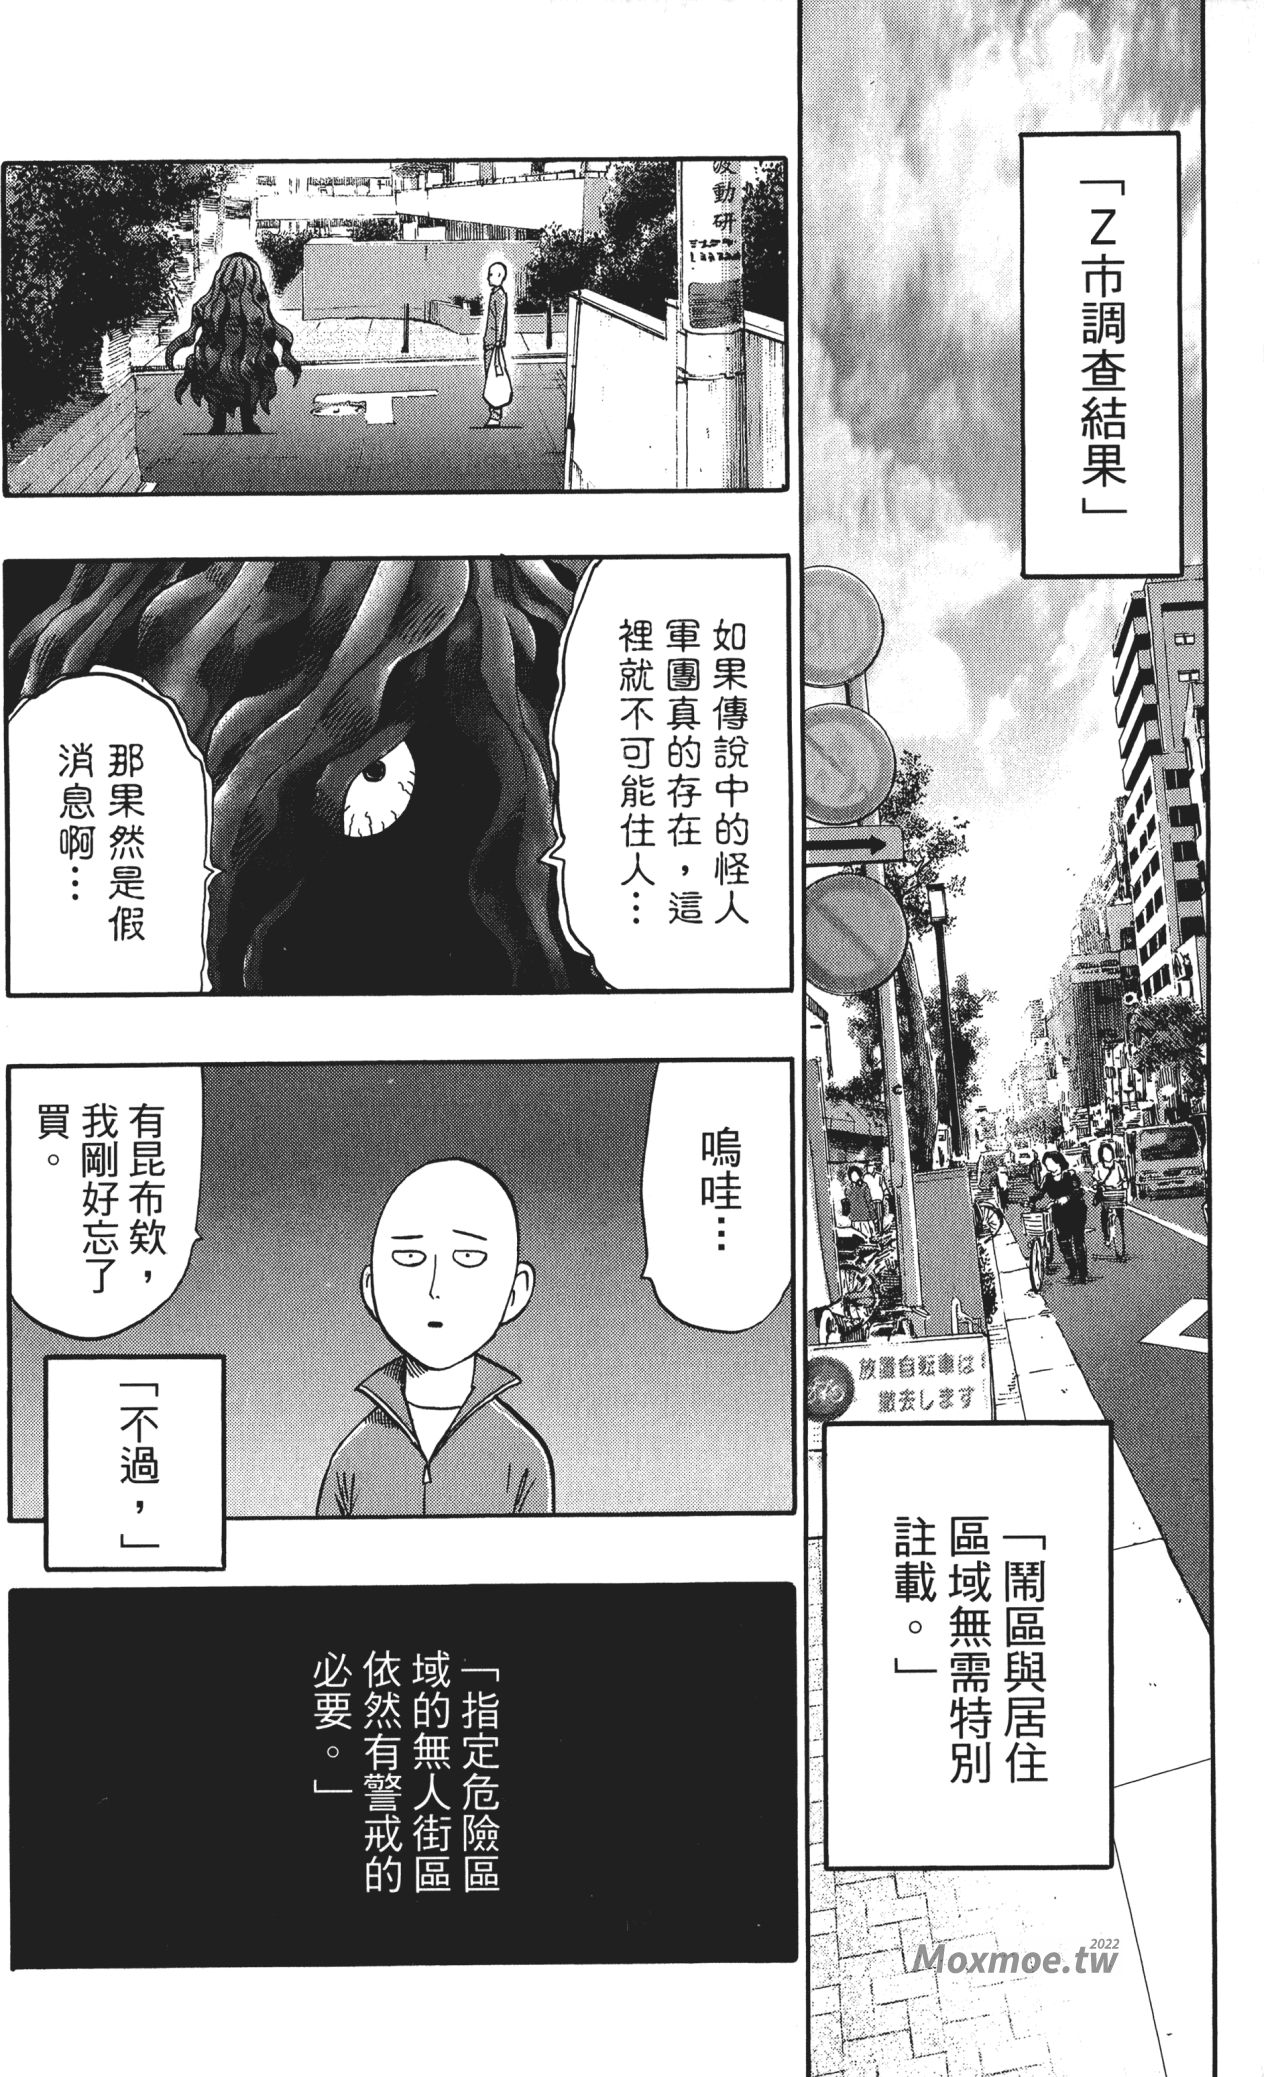 「Z市調查結果」
放置自転車は
撤去します
「鬧區與居住
區域無需特別
註載。」
波動研
如果傳說中的怪人
軍團真的存在，這
裡就不可能住人…
那果然是假
消息啊…
嗚哇…
有昆布欸，
我剛好忘了
買。
「不過，」
「指定危險區
域的無人街區
依然有警戒的
必要。」
2022
Moxmoe.tw